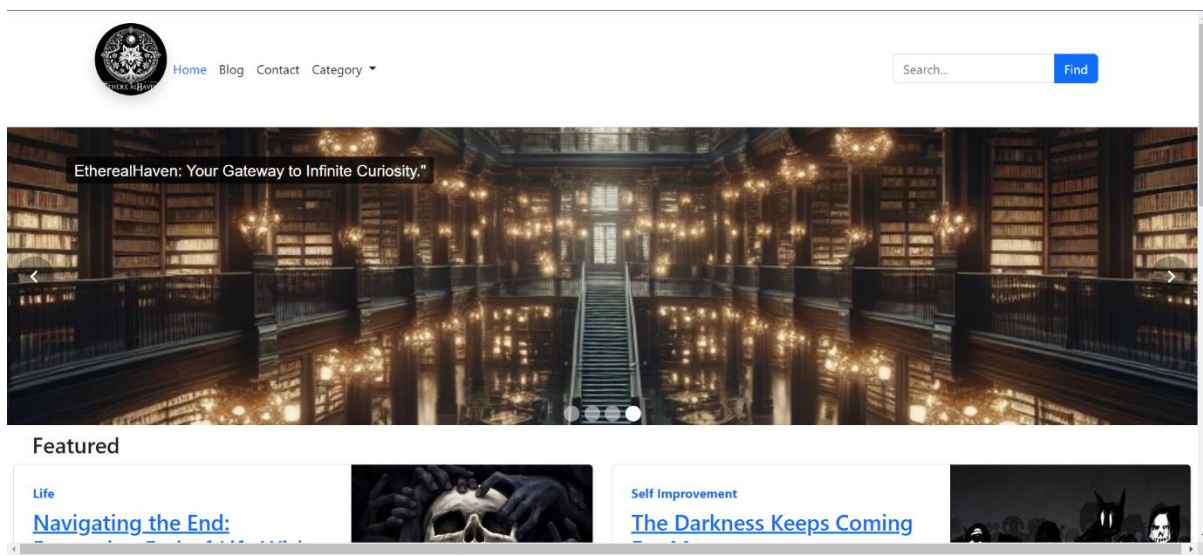 Home Blog Contact Category
Search...
Find
EtherealHaven: Your Gateway to Infinite Curiosity."
Featured
Life
Navigating the End:
Self Improvement
The Darkness Keeps Coming